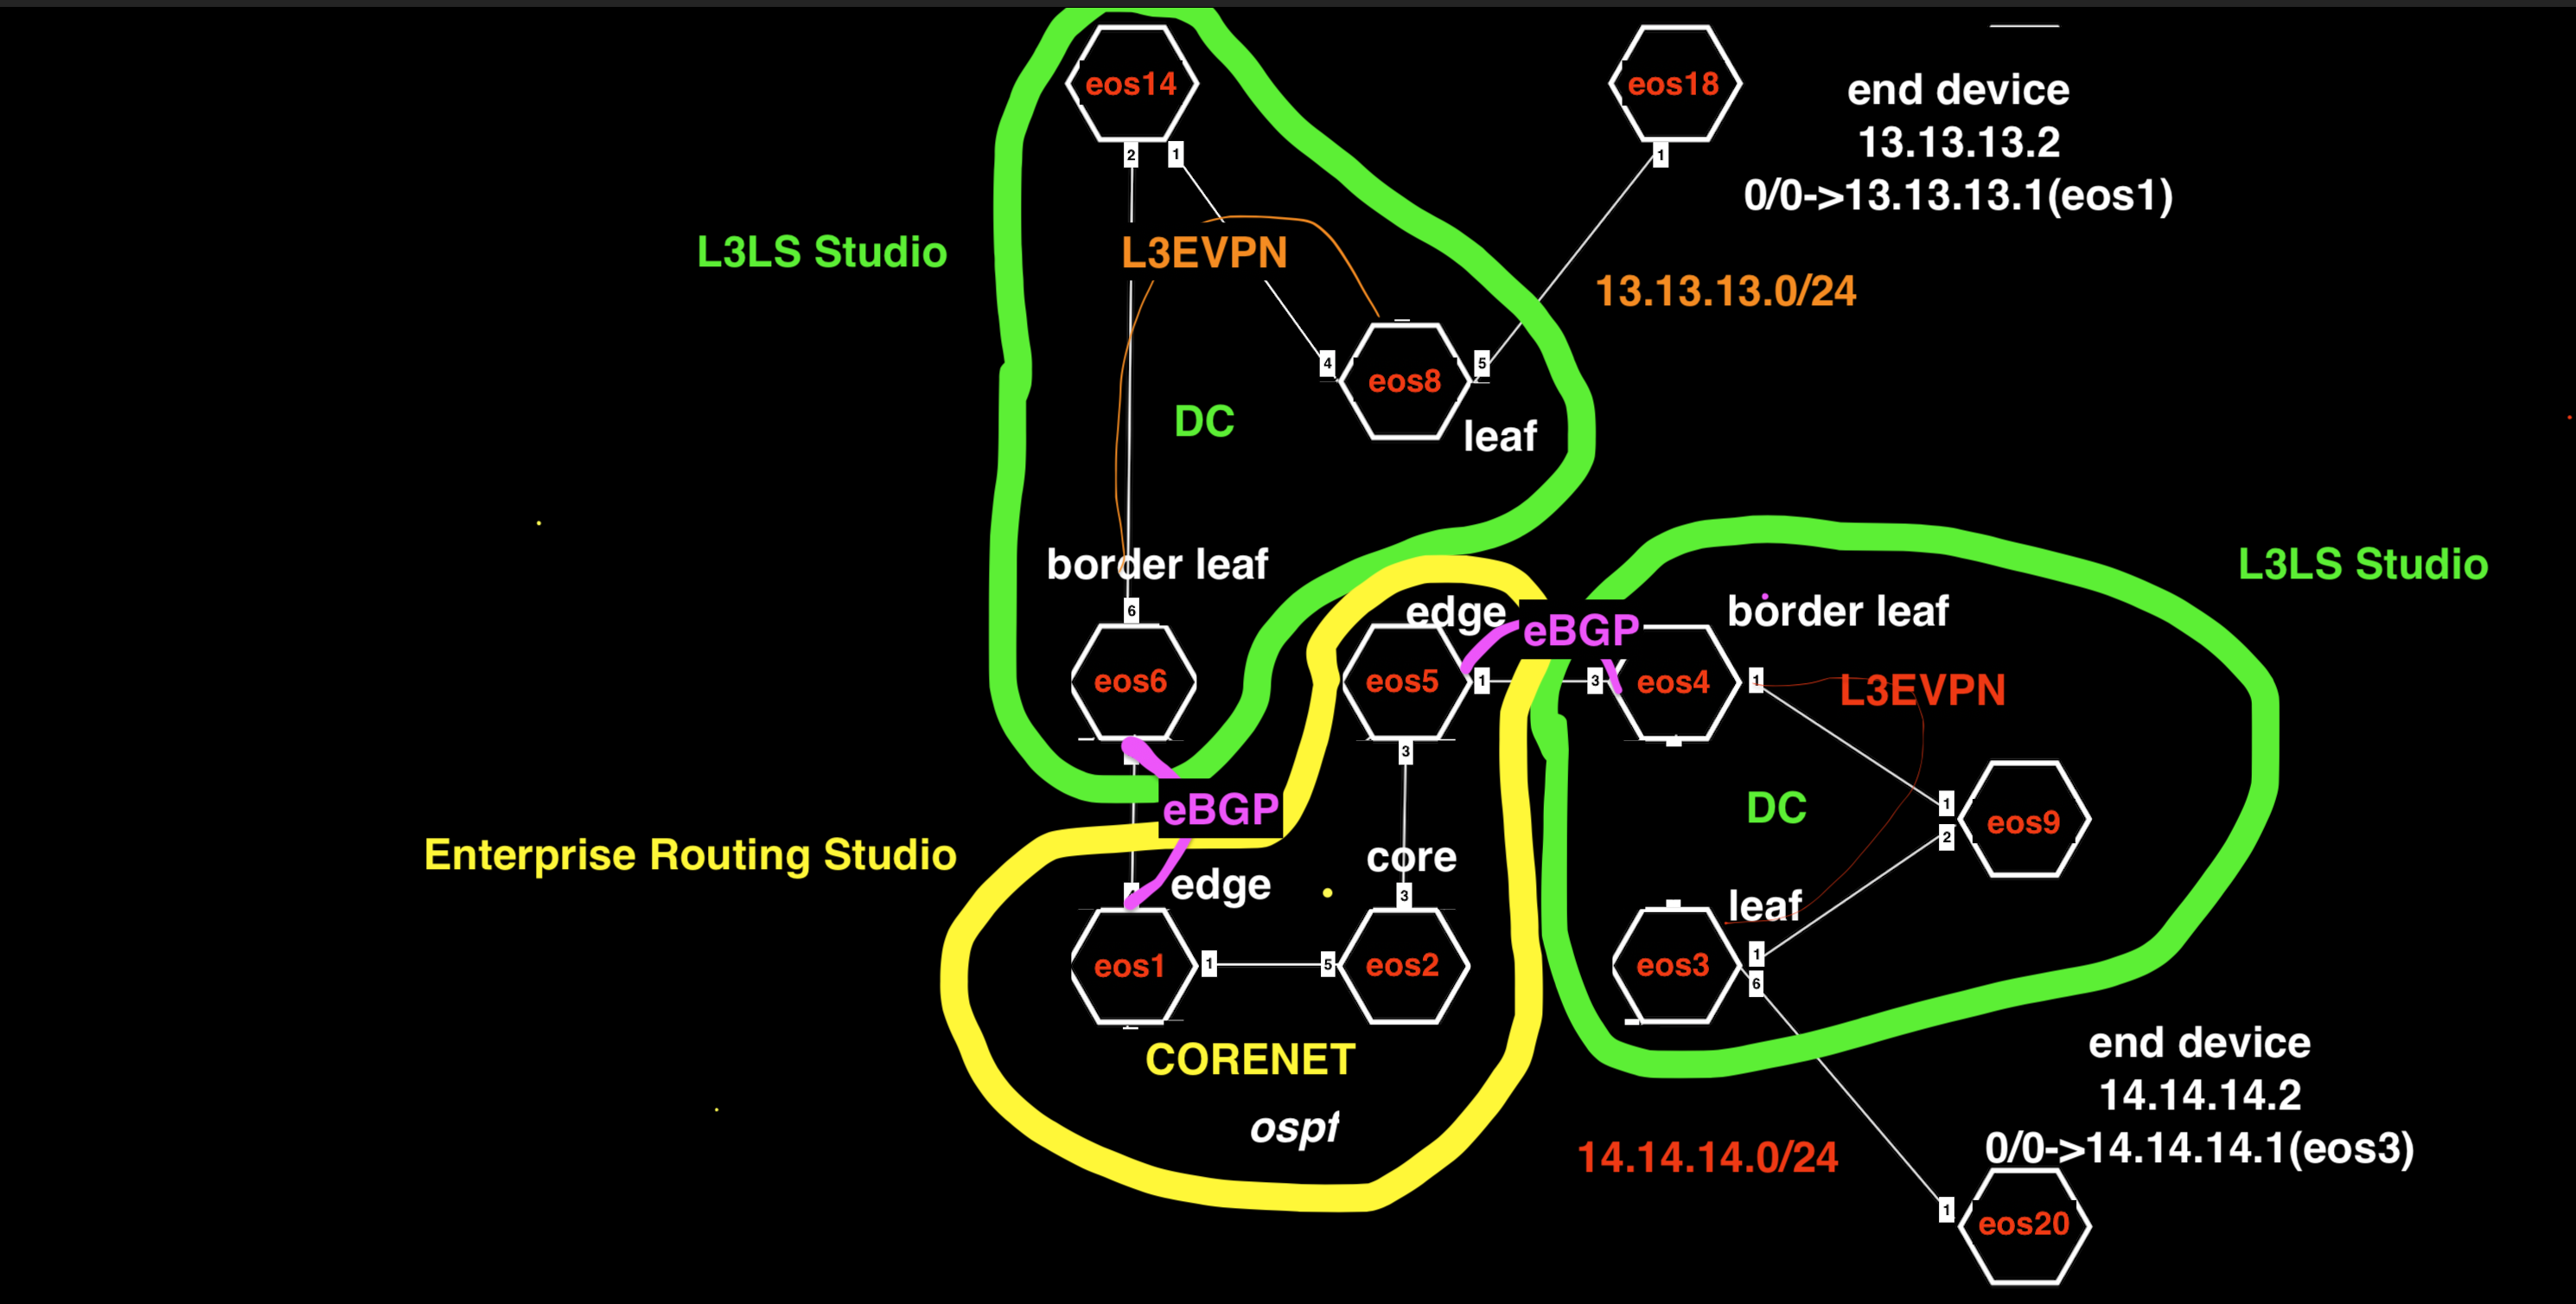 eos14
eos18
end device
13.13.13.2
0/0->13.13.13.1(eos1)
2
1
1
L3LS Studio
L3EVPN
13.13.13.0/24
4
eos8
5
DC
leaf
border leaf
6
edge
eBGP
border leaf
L3LS Studio
eos6
eos5
1
3
eos4
1
L3EVPN
3
eBGP
DC
1
eos9
2
Enterprise Routing Studio
edge
core
3
leaf
eos1
1
5
eos2
eos3
1
6
CORENET
ospf
end device
14.14.14.2
0/0->14.14.14.1(eos3)
14.14.14.0/24
1
eos20